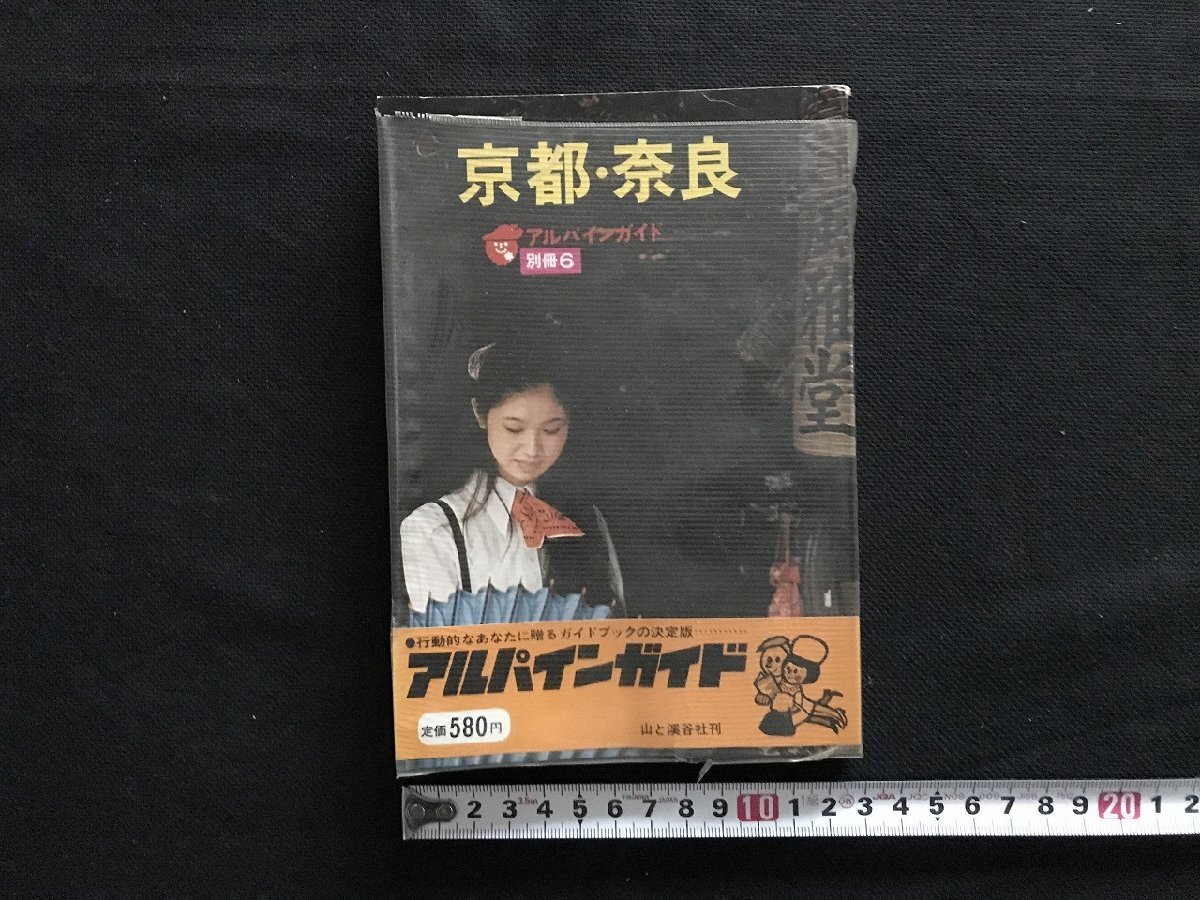 京都・奈良
アルパインガイド
別冊6
堂
●行動的なあなたに贈るガイドブックの決定版…………
アルパインガイド
定価580円
山と溪谷社刊
2 3 4 5 6 7 8 9 10 1 2 3 4 5 6 7 8 9 20 1 2
3.5m
JAPAN